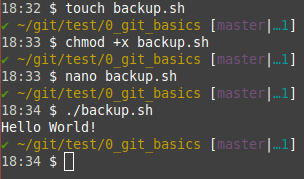 18:32 $ touch backup.sh
✔ ~/git/test/0_git_basics [master|…1]
18:33 $ chmod +x backup.sh
✔ ~/git/test/0_git_basics [master|…1]
18:33 $ nano backup.sh
✔ ~/git/test/0_git_basics [master|…1]
18:34 $ ./backup.sh
Hello World!
✔ ~/git/test/0_git_basics [master|…1]
18:34 $